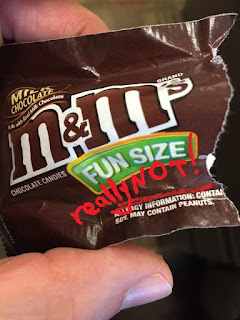 MILK
CHOCOLATE
BRAND
m&m's
FUN SIZE
CHOCOLATE CANDIES
really NOT!
ALLERGY INFORMATION: CONTAI
SOY. MAY CONTAIN PEANUTS.